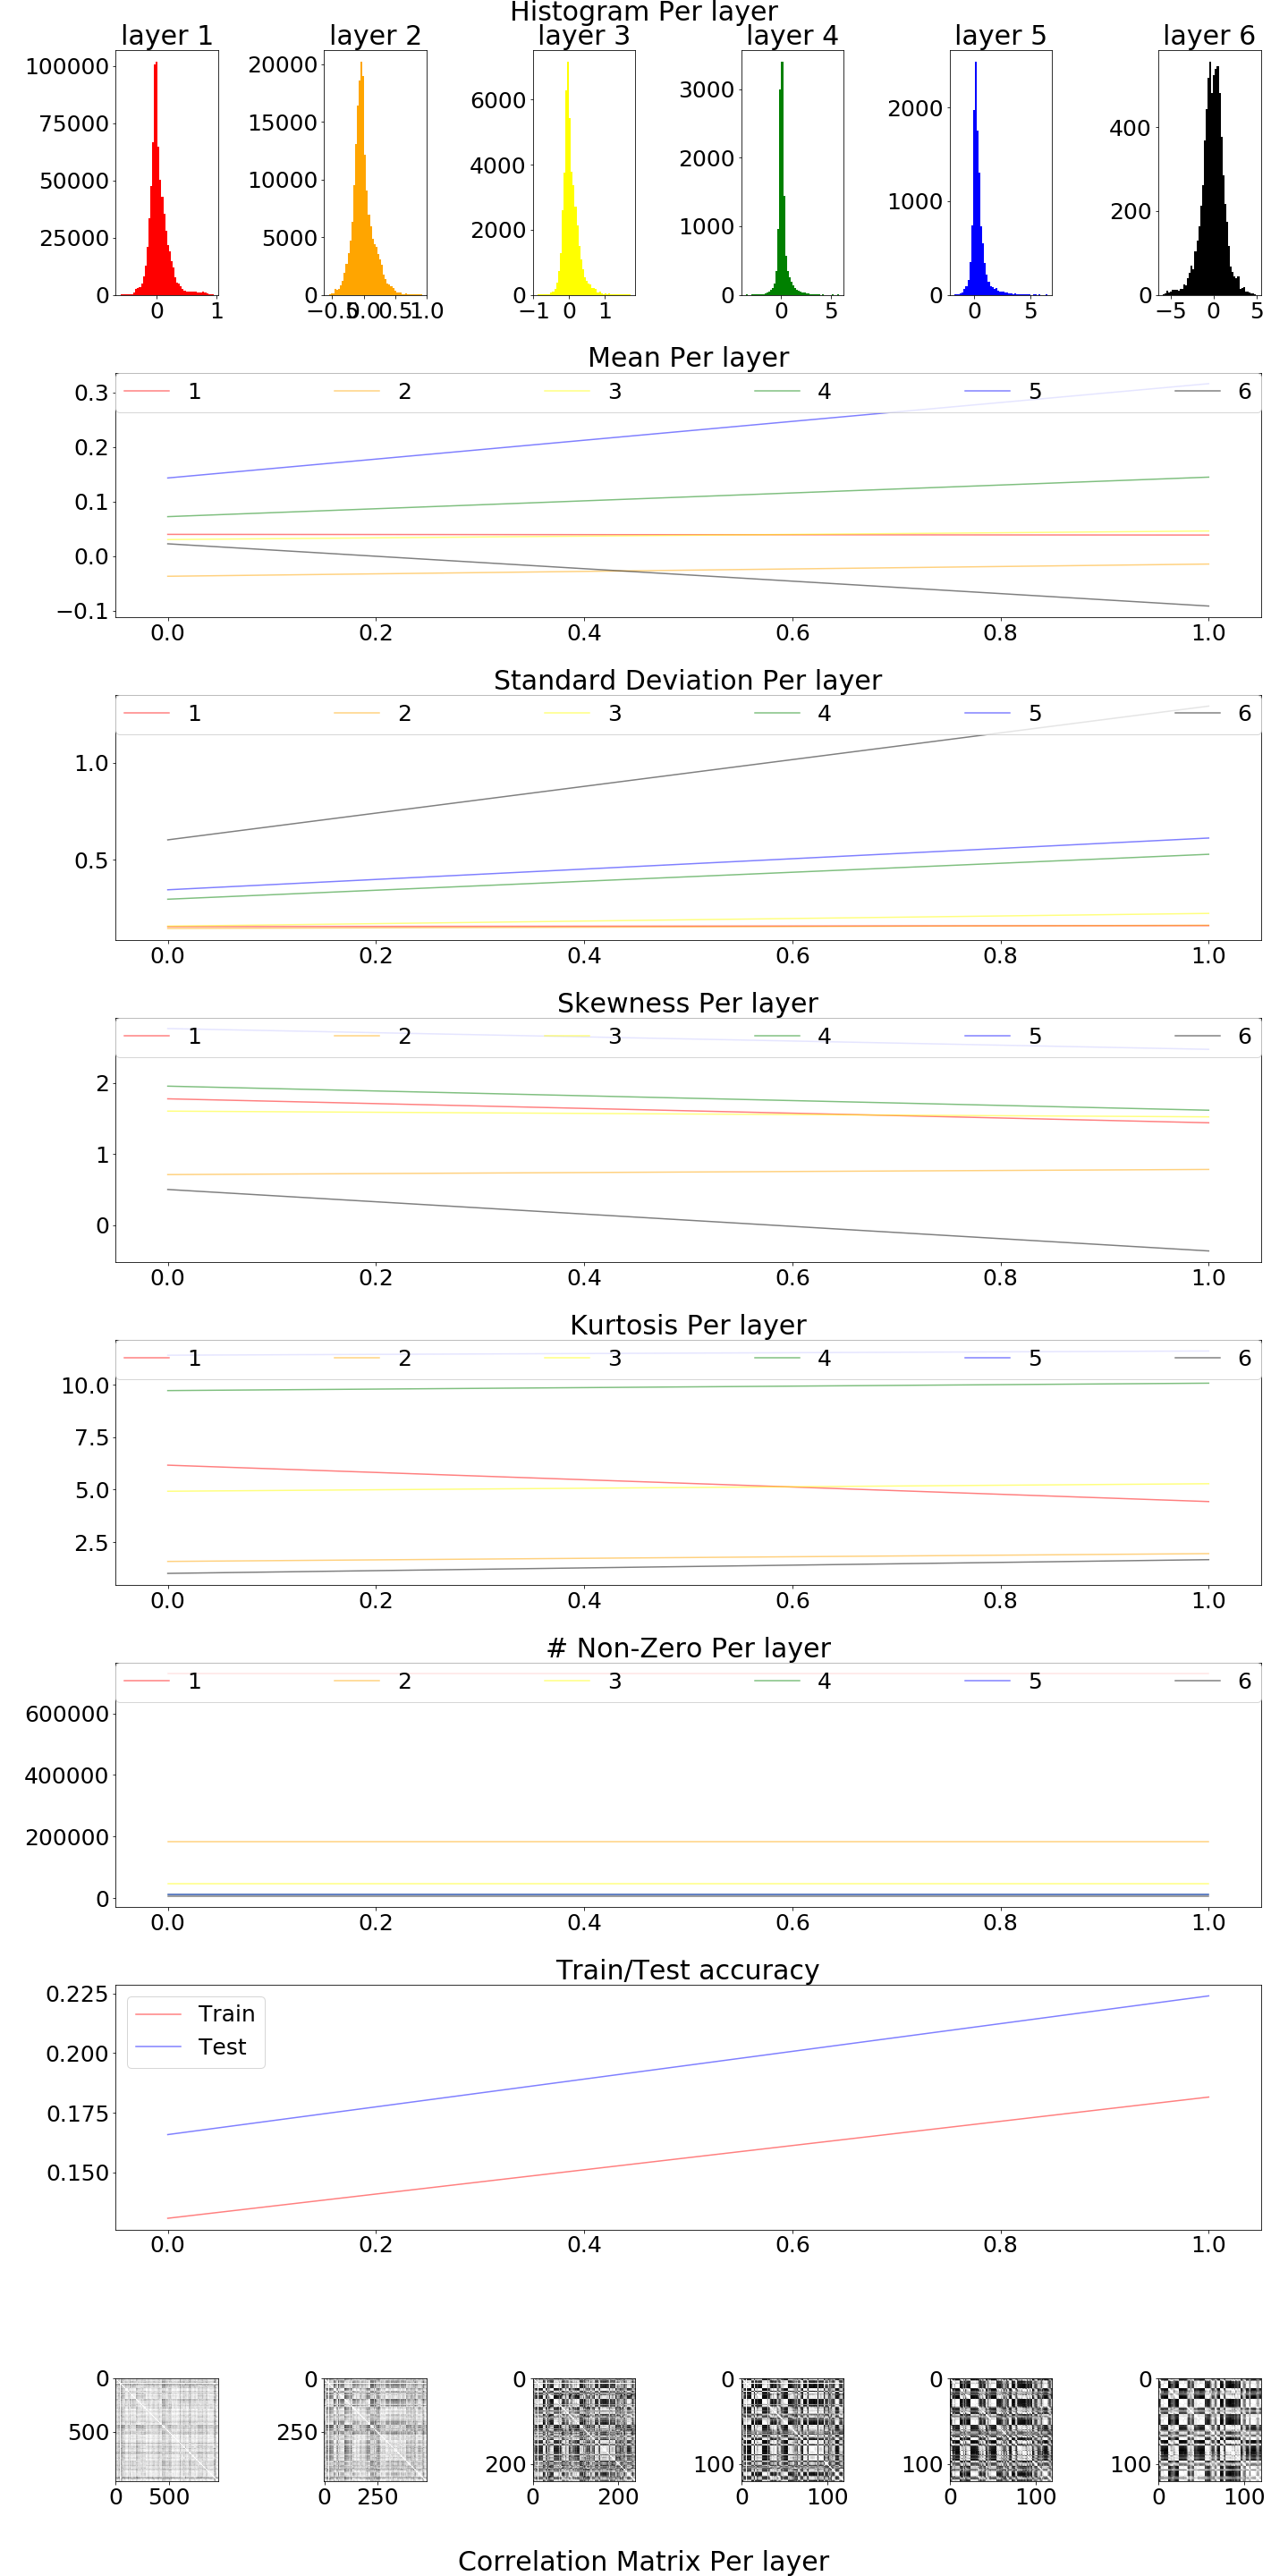 Histogram Per layer
layer 1 layer 2 layer 3 layer 4 layer 5 layer 6
100000
75000
50000
25000
0
0 1
20000
15000
10000
5000
0
−0.5 0.0 0.5 1.0
6000
4000
2000
0
−1 0 1
3000
2000
1000
0
0 5
2000
1000
0
0 5
400
200
0
−5 0 5
Mean Per layer
1 2 3 4 5 6
0.3
0.2
0.1
0.0
−0.1
0.0 0.2 0.4 0.6 0.8 1.0
Standard Deviation Per layer
1 2 3 4 5 6
1.0
0.5
0.0 0.2 0.4 0.6 0.8 1.0
Skewness Per layer
1 2 3 4 5 6
2
1
0
0.0 0.2 0.4 0.6 0.8 1.0
Kurtosis Per layer
1 2 3 4 5 6
10.0
7.5
5.0
2.5
0.0 0.2 0.4 0.6 0.8 1.0
# Non-Zero Per layer
1 2 3 4 5 6
600000
400000
200000
0
0.0 0.2 0.4 0.6 0.8 1.0
Train/Test accuracy
Train
Test
0.225
0.200
0.175
0.150
0.0 0.2 0.4 0.6 0.8 1.0
0
500
0 500
0
250
0 250
0
200
0 200
0
100
0 100
0
100
0 100
0
100
0 100
Correlation Matrix Per layer